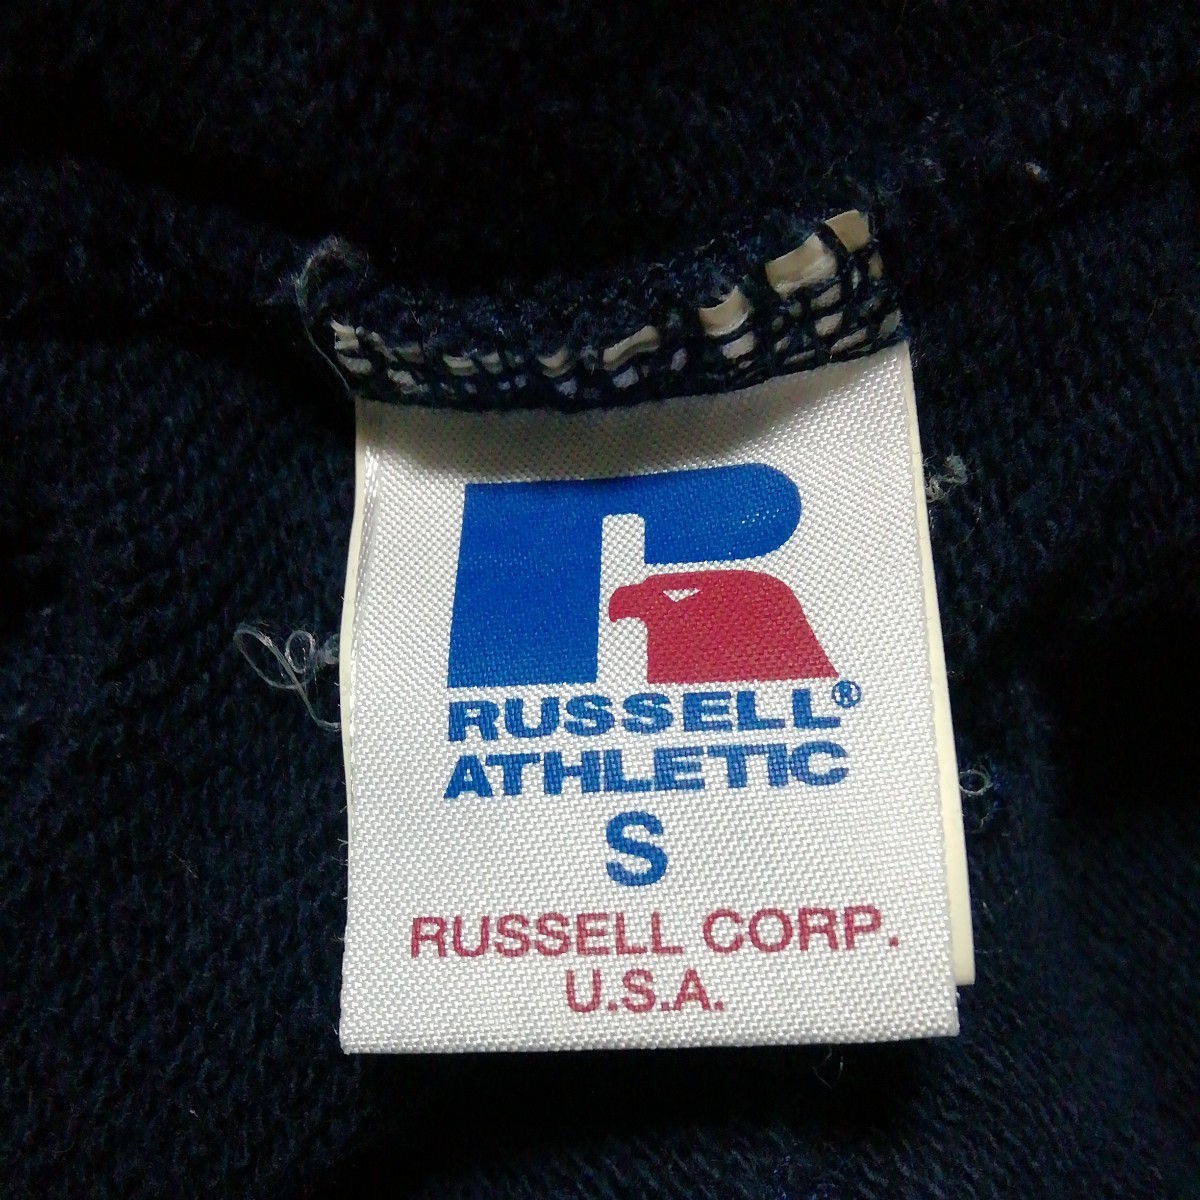 R
RUSSELL®
ATHLETIC
S
RUSSELL CORP.
U.S.A.